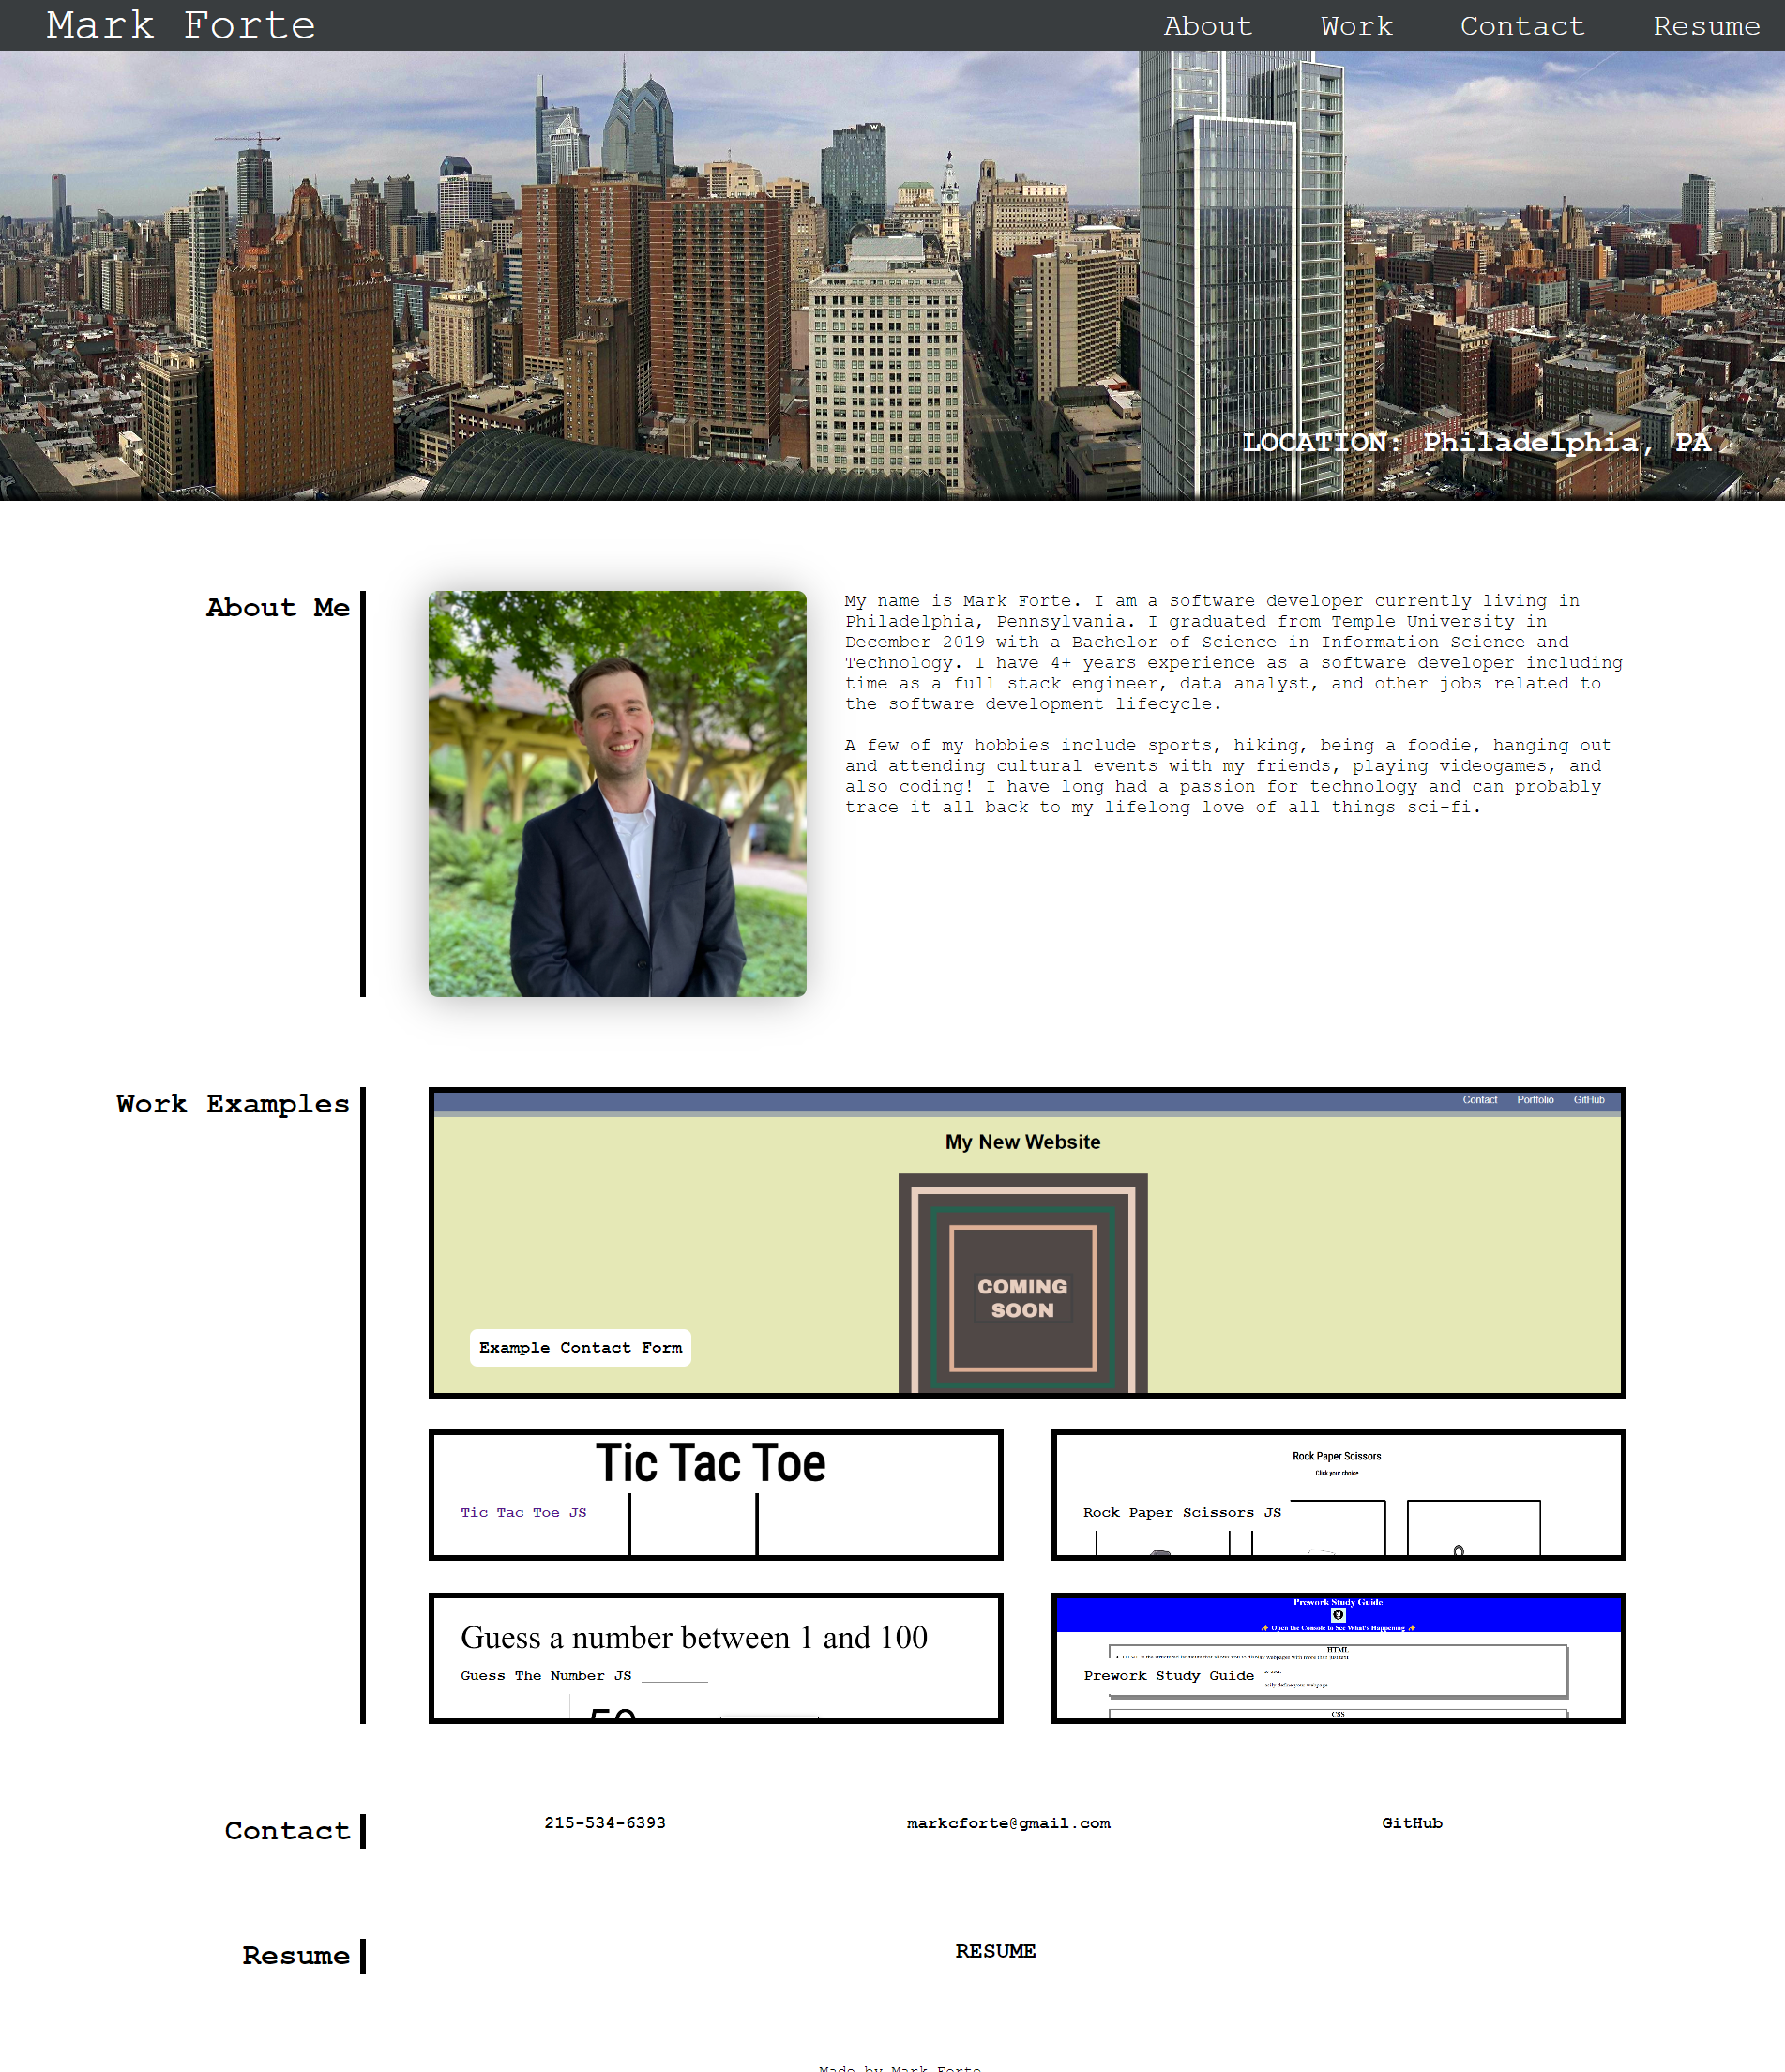 Mark Forte
About Work Contact Resume
LOCATION: Philadelphia, PA
About Me
My name is Mark Forte. I am a software developer currently living in
Philadelphia, Pennsylvania. I graduated from Temple University in
December 2019 with a Bachelor of Science in Information Science and
Technology. I have 4+ years experience as a software developer including
time as a full stack engineer, data analyst, and other jobs related to
the software development lifecycle.
A few of my hobbies include sports, hiking, being a foodie, hanging out
and attending cultural events with my friends, playing videogames, and
also coding! I have long had a passion for technology and can probably
trace it all back to my lifelong love of all things sci-fi.
Work Examples
Contact Portfolio GitHub
My New Website
COMING
SOON
Example Contact Form
Tic Tac Toe
Tic Tac Toe JS
Rock Paper Scissors
Click your choice
Rock Paper Scissors JS
Guess a number between 1 and 100
Guess The Number JS
50
Prework Study Guide
✨ Open the Console to See What's Happening ✨
HTML
Prework Study Guide
CSS
Contact
215-534-6393
markcforte@gmail.com
GitHub
Resume
RESUME
Made by Mark Forte